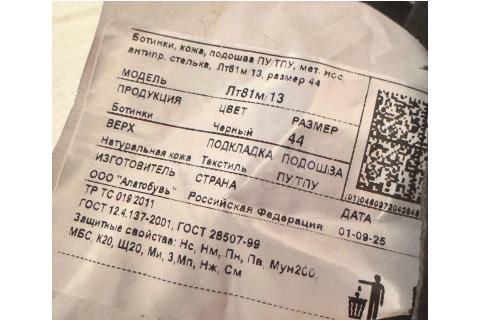 Ботинки, кожа, подошва ПУ/ТПУ, мет. нос,
антипр. стелька, Лт81м/13, размер 44
МОДЕЛЬ Лт81м/13
ПРОДУКЦИЯ ЦВЕТ РАЗМЕР
Ботинки Черный 44
ВЕРХ ПОДКЛАДКА ПОДОШВА
Натуральная кожа Текстиль ПУ/ТПУ
ИЗГОТОВИТЕЛЬ СТРАНА ДАТА
ООО "Алатобувь" Российская Федерация 01-09-25
ТР ТС 019/2011
ГОСТ 12.4.137-2001, ГОСТ 28507-99
Защитные свойства: Нс, Нм, Пн, Пв, Мун200,
МБС, К20, Щ20, Ми, З, Мп, Нж, См